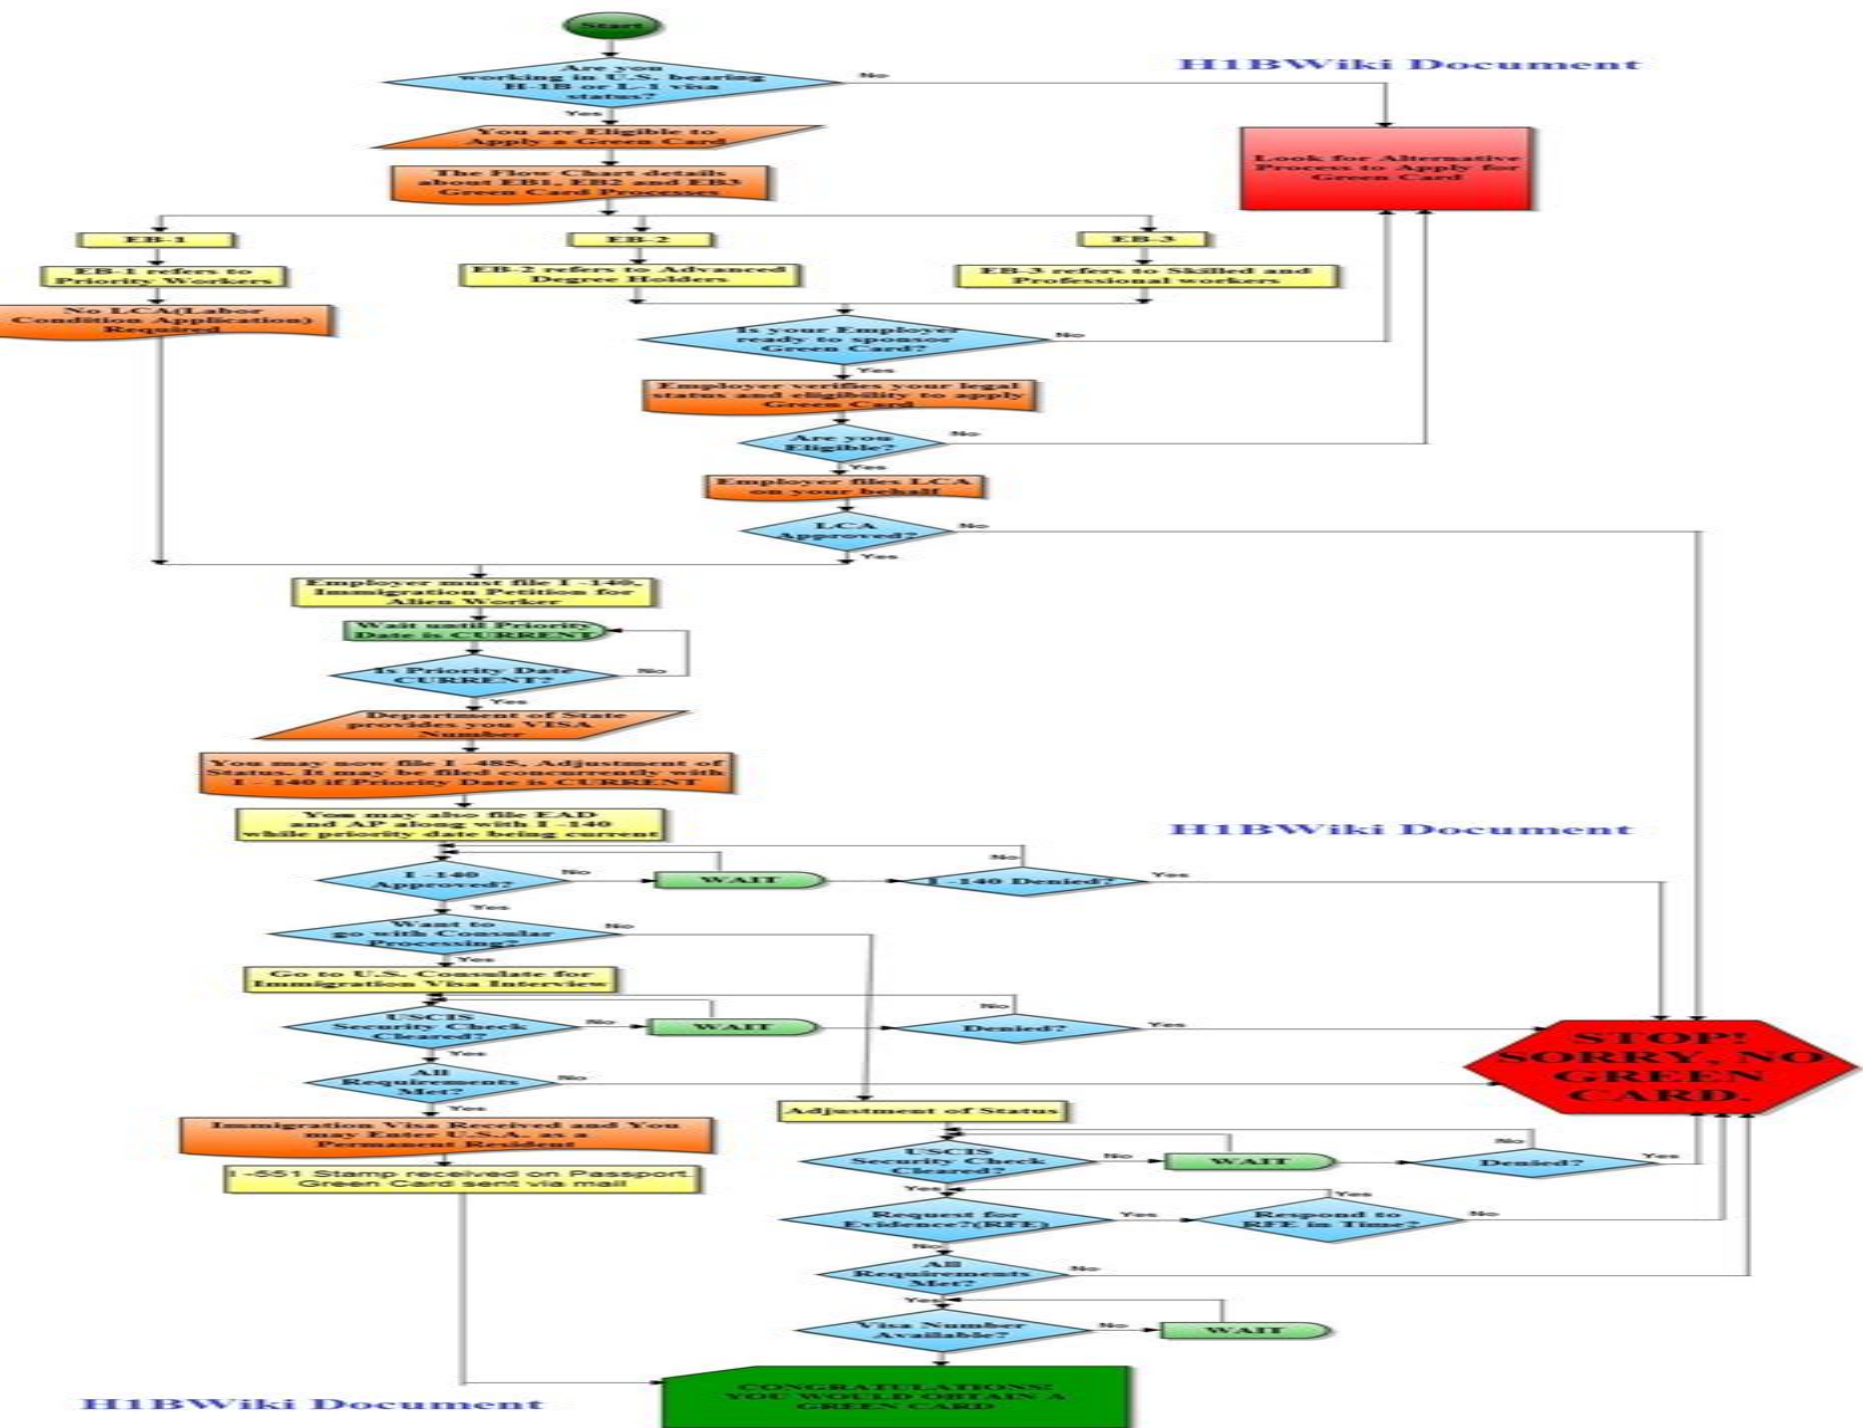 Start
H1BWiki Document
Are you
working in U.S. bearing
H-1B or L-1 visa
status?
No
Yes
You are Eligible to
Apply a Green Card
Look for Alternative
Process to Apply for
Green Card
The Flow Chart details
about EB1, EB2 and EB3
Green Card Processes
EB-1
EB-2
EB-3
EB-1 refers to
Priority Workers
EB-2 refers to Advanced
Degree Holders
EB-3 refers to Skilled and
Professional workers
No LCA(Labor
Condition Application)
Required
Is your Employer
ready to sponsor
Green Card?
No
Yes
Employer verifies your legal
status and eligibility to apply
Green Card
Are you
Eligible?
No
Yes
Employer files LCA
on your behalf
LCA
Approved?
No
Yes
Employer must file I -140,
Immigration Petition for
Alien Worker
Wait until Priority
Date is CURRENT
Is Priority Date
CURRENT?
No
Yes
Department of State
provides you VISA
Number
You may now file I -485, Adjustment of
Status. It may be filed concurrently with
I - 140 if Priority Date is CURRENT
You may also file EAD
and AP along with I -140
while priority date being current
H1BWiki Document
I -140
Approved?
No
WAIT
No
I -140 Denied?
Yes
Yes
Want to
go with Consular
Processing?
No
Yes
Go to U.S. Consulate for
Immigration Visa Interview
USCIS
Security Check
Cleared?
No
WAIT
No
Denied?
Yes
Yes
STOP!
SORRY, NO
GREEN
CARD.
All
Requirements
Met?
No
Yes
Adjustment of Status
Immigration Visa Received and You
may Enter U.S.A. as a
Permanent Resident
I -551 Stamp received on Passport
Green Card sent via mail
USCIS
Security Check
Cleared?
No
WAIT
No
Denied?
Yes
Yes
Request for
Evidence?(RFE)
Yes
Yes
Respond to
RFE in Time?
No
No
All
Requirements
Met?
No
Yes
Visa Number
Available?
No
WAIT
CONGRATULATIONS!
YOU WOULD OBTAIN A
GREEN CARD
H1BWiki Document